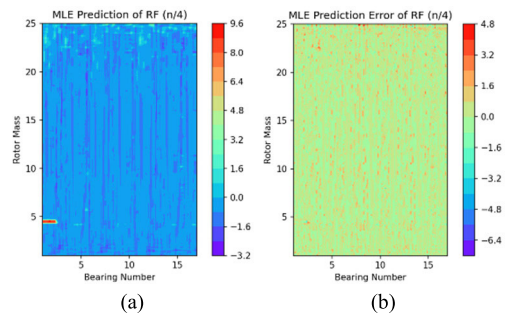 MLE Prediction of RF (n/4)
25
20
15
10
5
Rotor Mass
5 10 15
Bearing Number
9.6
8.0
6.4
4.8
3.2
1.6
0.0
−1.6
−3.2
(a)
MLE Prediction Error of RF (n/4)
25
20
15
10
5
Rotor Mass
5 10 15
Bearing Number
4.8
3.2
1.6
0.0
−1.6
−3.2
−4.8
−6.4
(b)